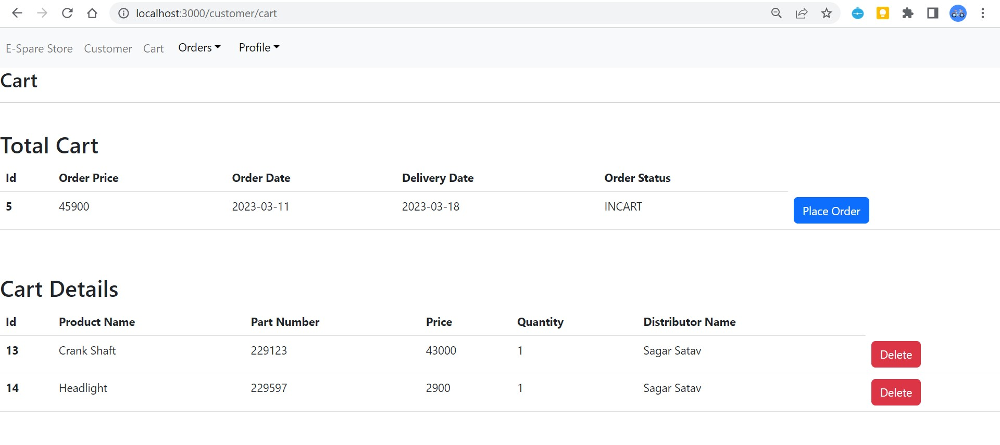 localhost:3000/customer/cart
E-Spare Store Customer Cart Orders Profile
Cart
Total Cart
Id Order Price Order Date Delivery Date Order Status
5 45900 2023-03-11 2023-03-18 INCART Place Order
Cart Details
Id Product Name Part Number Price Quantity Distributor Name
13 Crank Shaft 229123 43000 1 Sagar Satav Delete
14 Headlight 229597 2900 1 Sagar Satav Delete